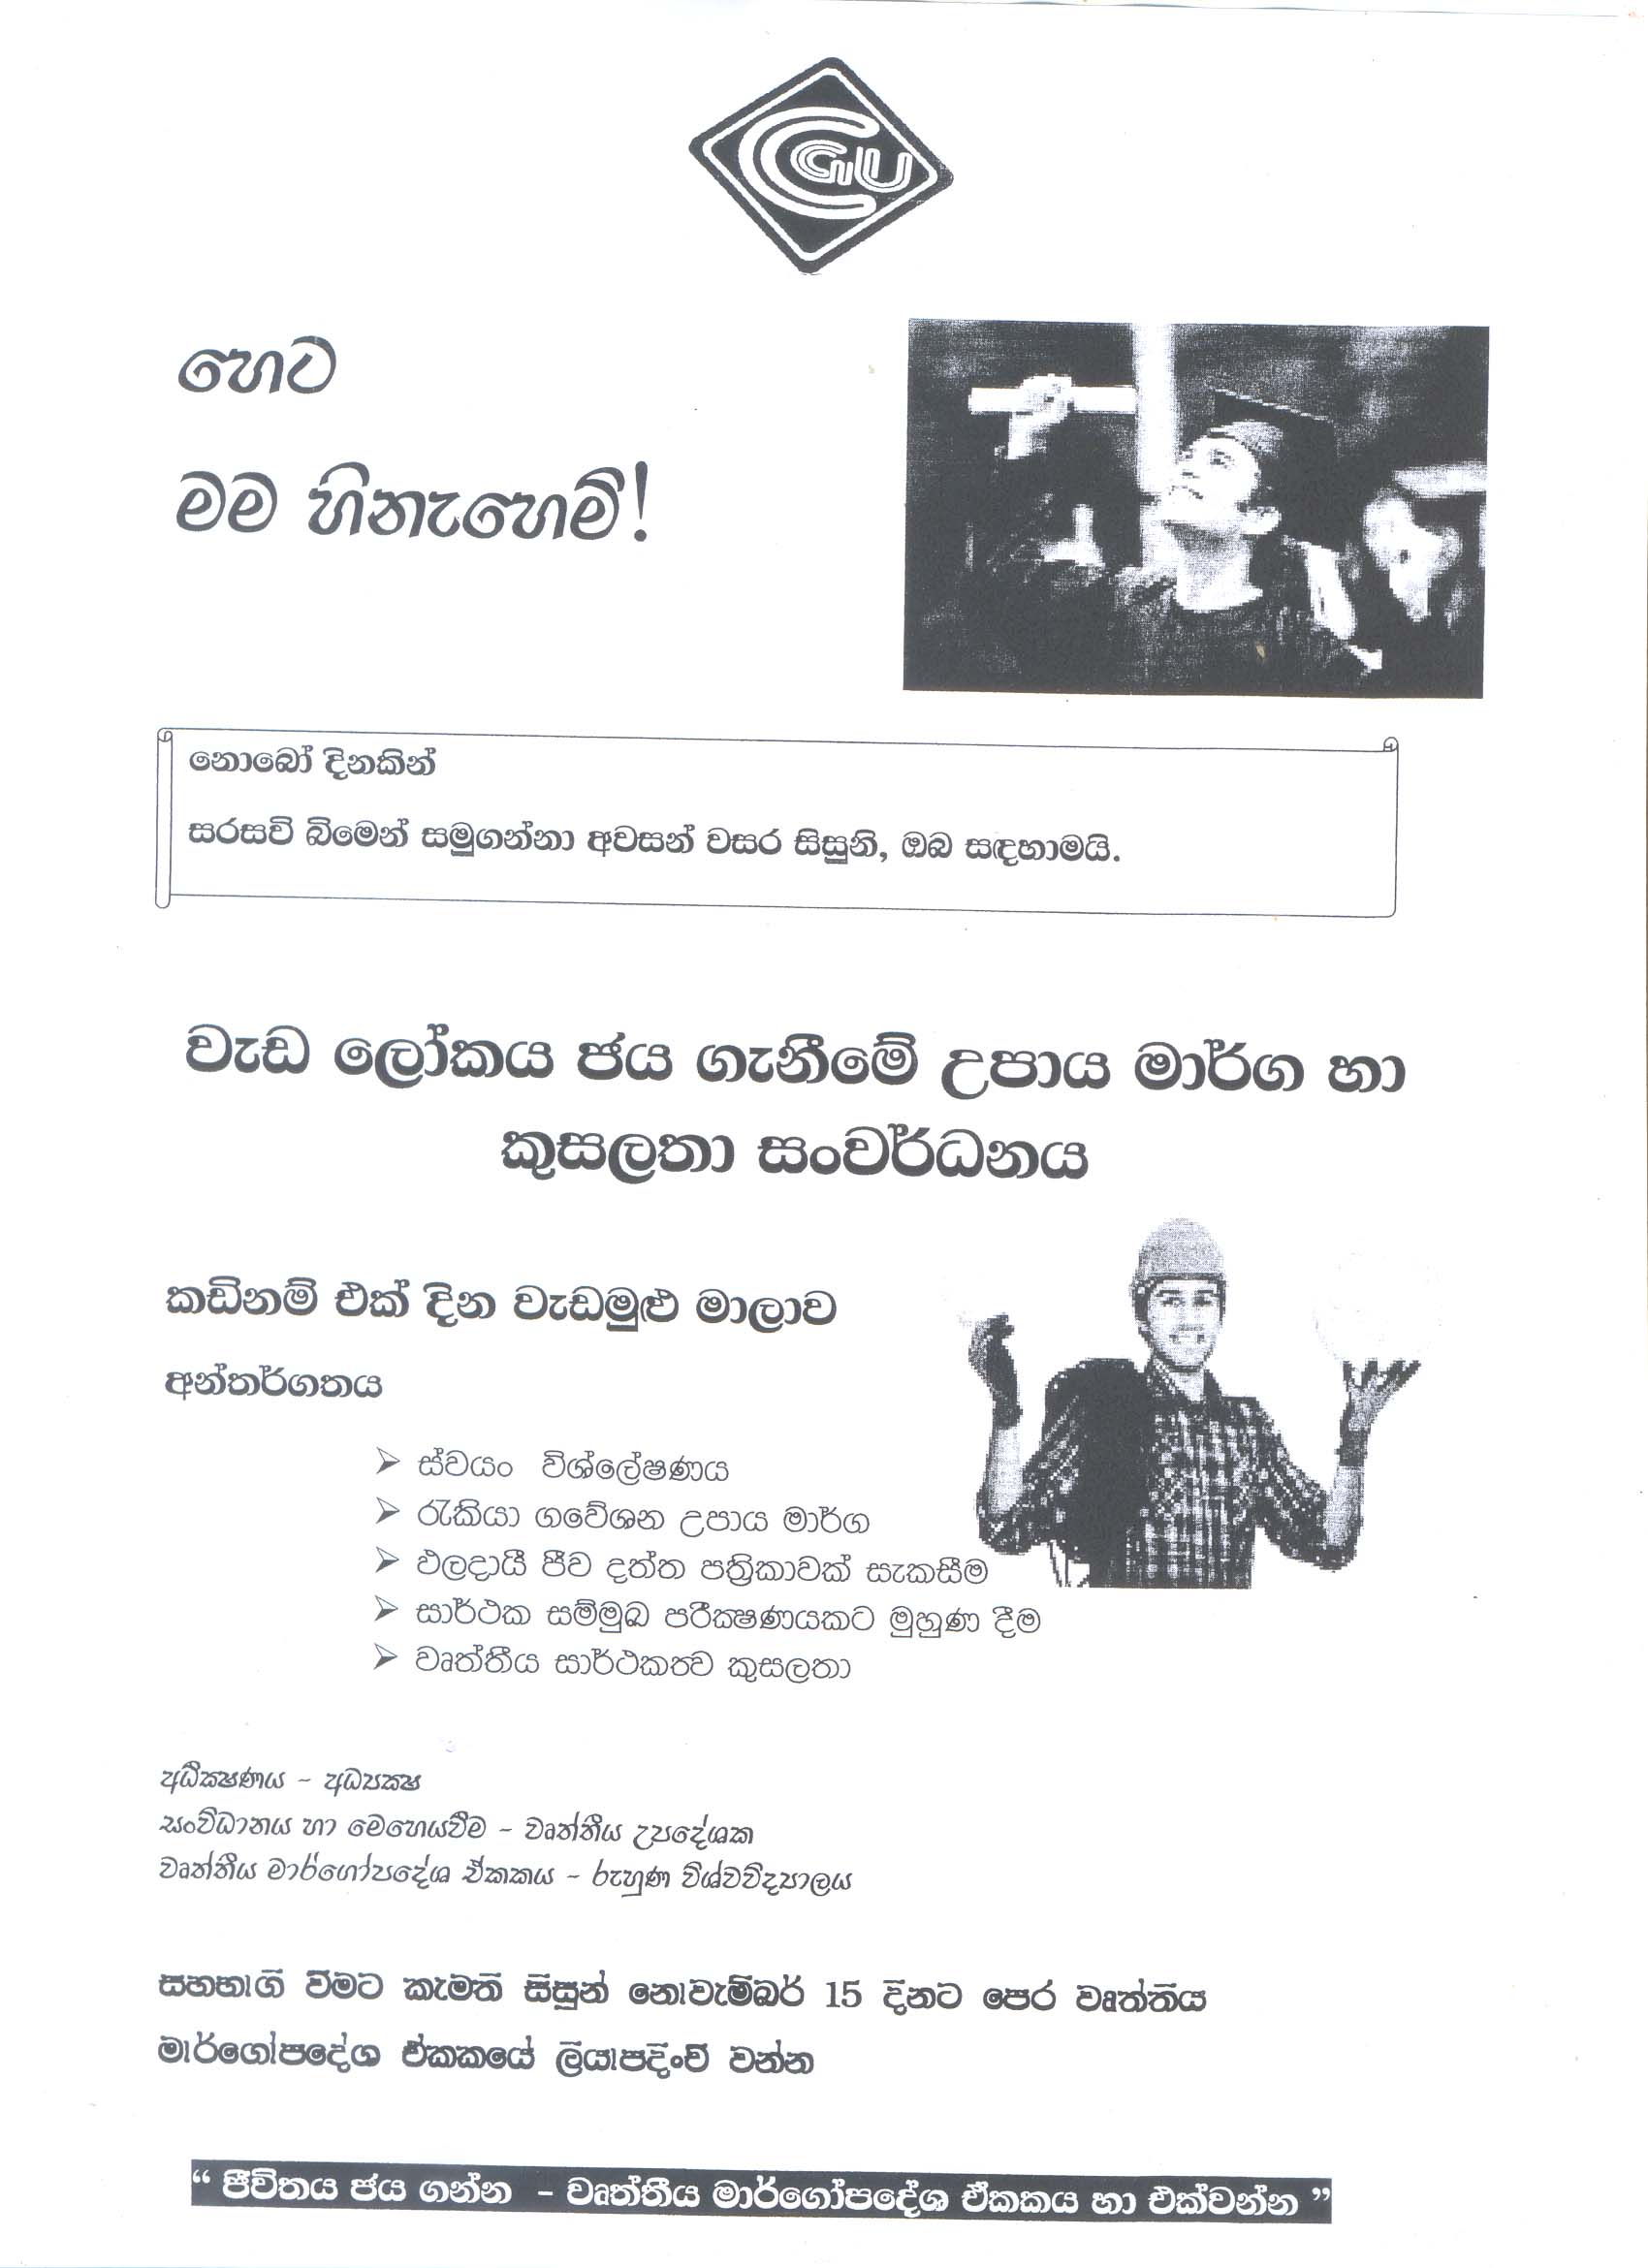 CGU
හෙට
මම හිනැහෙමි!
නොබෝ දිනකින්
සරසවි බිමෙන් සමුගන්නා අවසන් වසර සිසුනි, ඔබ සඳහාමයි.
වැඩ ලෝකය ජය ගැනීමේ උපාය මාර්ග හා
කුසලතා සංවර්ධනය
කඩිනම් එක් දින වැඩමුළු මාලාව
අන්තර්ගතය
➢ ස්වයං විශ්ලේෂණය
➢ රැකියා ගවේශන උපාය මාර්ග
➢ ඵලදායී ජීව දත්ත පත්‍රිකාවක් සැකසීම
➢ සාර්ථක සම්මුඛ පරීක්ෂණයකට මුහුණ දීම
➢ වෘත්තීය සාර්ථකත්ව කුසලතා
අධීක්ෂණය - අධ්‍යක්ෂ
සංවිධානය හා මෙහෙයවීම - වෘත්තීය උපදේශක
වෘත්තීය මාර්ගෝපදේශ ඒකකය - රුහුණ විශ්වවිද්‍යාලය
සහභාගී වීමට කැමති සිසුන් නොවැම්බර් 15 දිනට පෙර වෘත්තීය
මාර්ගෝපදේශ ඒකකයේ ලියාපදිංචි වන්න
“ ජීවිතය ජය ගන්න - වෘත්තීය මාර්ගෝපදේශ ඒකකය හා එක්වන්න ”